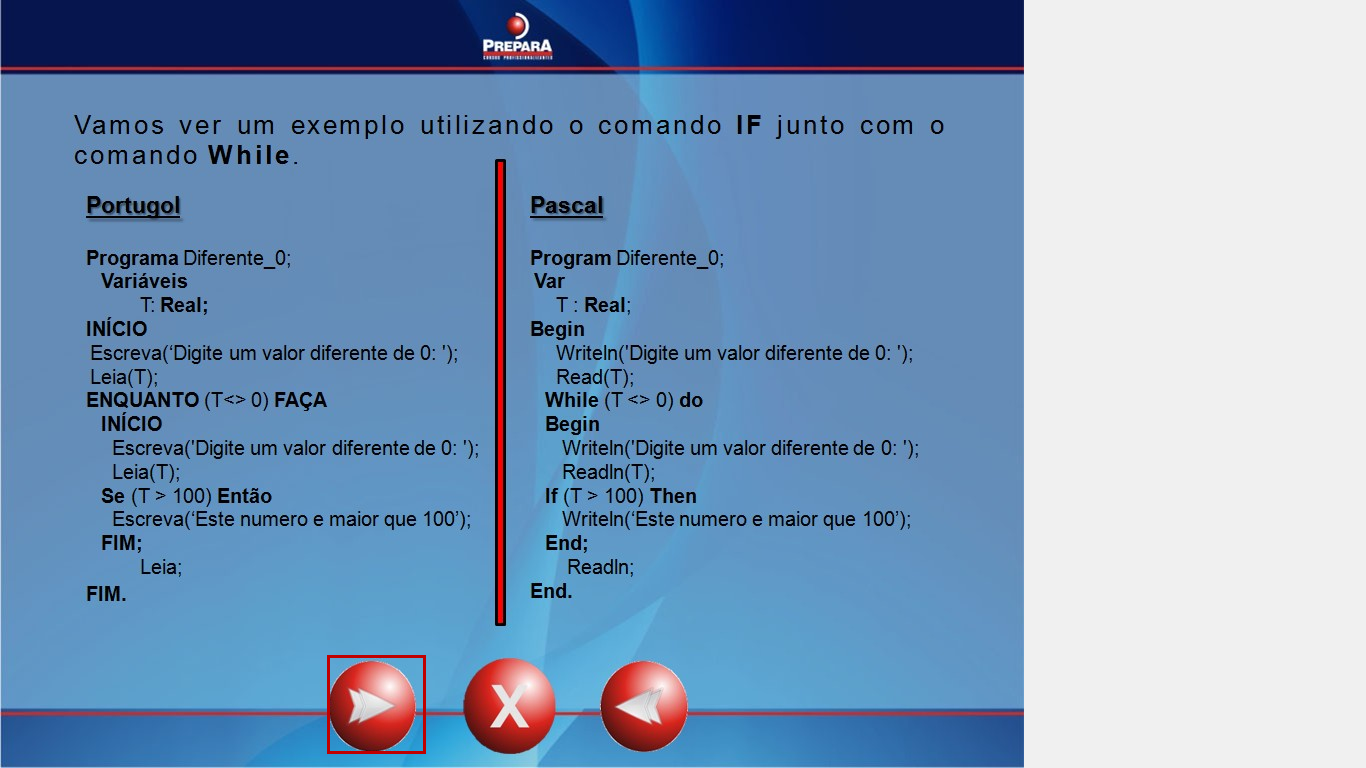 PREPARA
CURSOS PROFISSIONALIZANTES
Vamos ver um exemplo utilizando o comando IF junto com o
comando While.
Portugol
Programa Diferente_0;
Variáveis
T: Real;
INÍCIO
Escreva(‘Digite um valor diferente de 0: ');
Leia(T);
ENQUANTO (T<> 0) FAÇA
INÍCIO
Escreva('Digite um valor diferente de 0: ');
Leia(T);
Se (T > 100) Então
Escreva(‘Este numero e maior que 100’);
FIM;
Leia;
FIM.
Pascal
Program Diferente_0;
Var
T : Real;
Begin
Writeln('Digite um valor diferente de 0: ');
Read(T);
While (T <> 0) do
Begin
Writeln('Digite um valor diferente de 0: ');
Readln(T);
If (T > 100) Then
Writeln(‘Este numero e maior que 100’);
End;
Readln;
End.
X